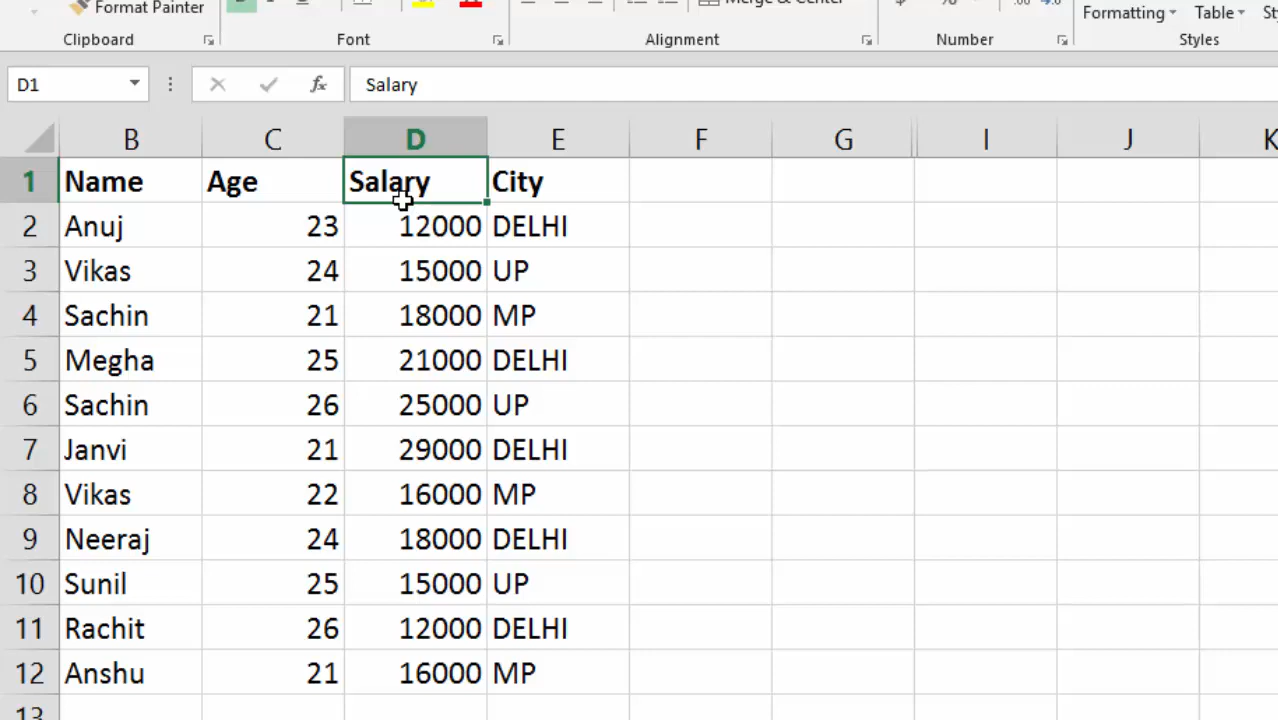 Format Painter
Merge & Center
$ %
Formatting Table
Clipboard Font Alignment Number Styles
D1 fx Salary
B C D E F G I J K
1 Name Age Salary City
2 Anuj 23 12000 DELHI
3 Vikas 24 15000 UP
4 Sachin 21 18000 MP
5 Megha 25 21000 DELHI
6 Sachin 26 25000 UP
7 Janvi 21 29000 DELHI
8 Vikas 22 16000 MP
9 Neeraj 24 18000 DELHI
10 Sunil 25 15000 UP
11 Rachit 26 12000 DELHI
12 Anshu 21 16000 MP
13